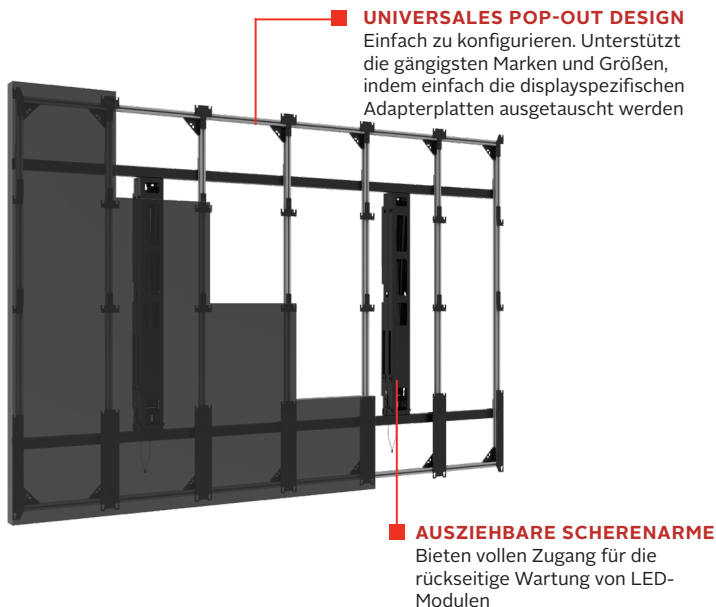 UNIVERSALES POP-OUT DESIGN
Einfach zu konfigurieren. Unterstützt
die gängigsten Marken und Größen,
indem einfach die displayspezifischen
Adapterplatten ausgetauscht werden
AUSZIEHBARE SCHERENARME
Bieten vollen Zugang für die
rückseitige Wartung von LED-
Modulen